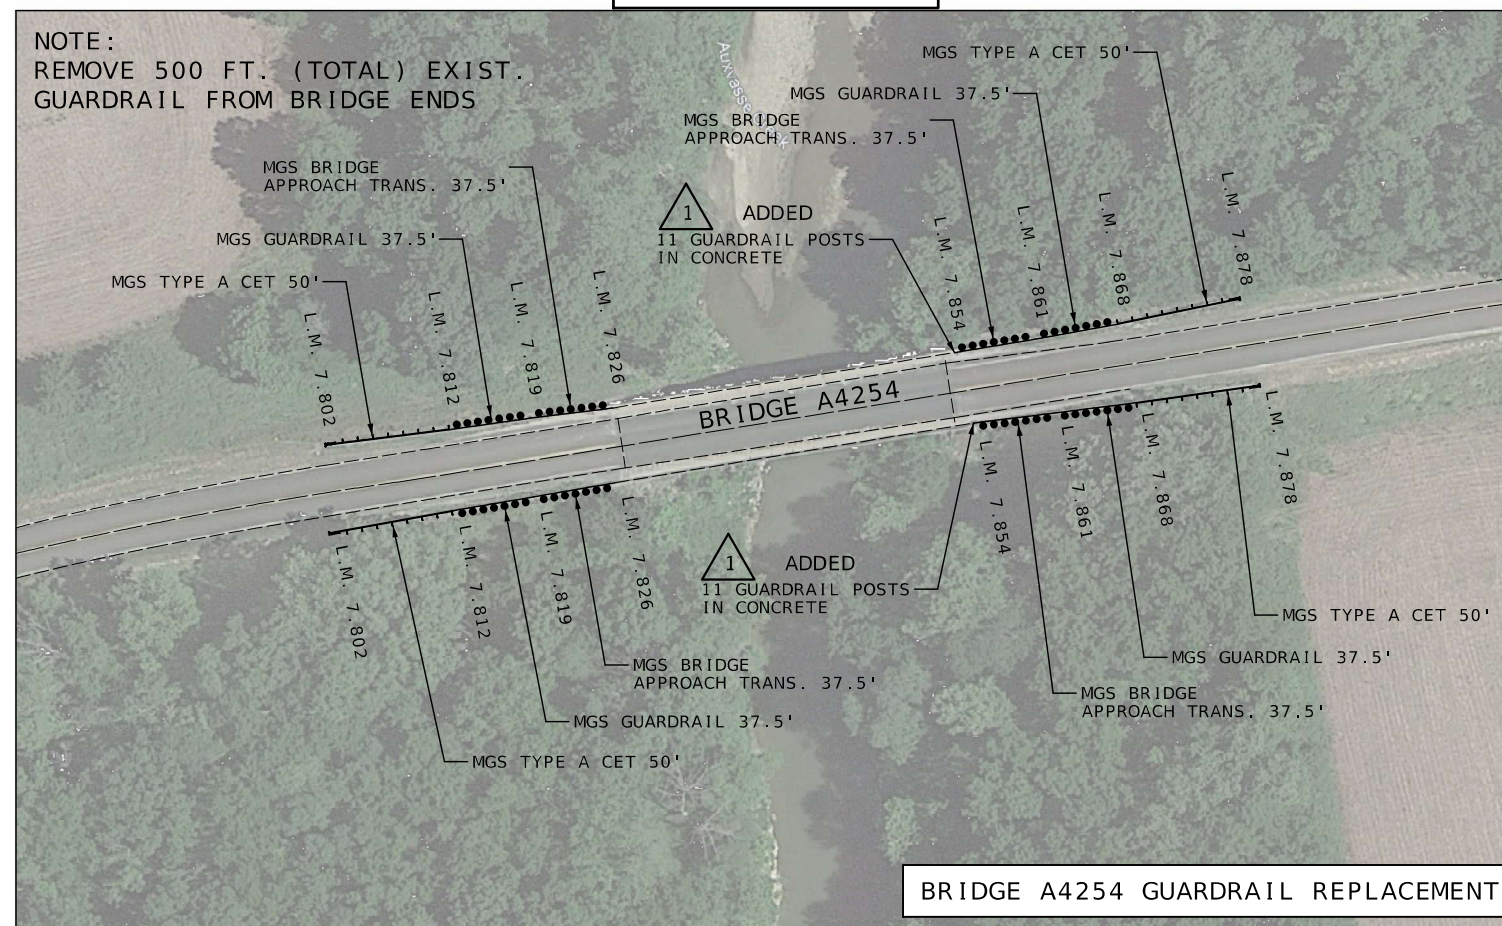 NOTE:
REMOVE 500 FT. (TOTAL) EXIST.
GUARDRAIL FROM BRIDGE ENDS
MGS TYPE A CET 50'
MGS GUARDRAIL 37.5'
MGS BRIDGE
APPROACH TRANS. 37.5'
Auxvasse Creek
MGS BRIDGE
APPROACH TRANS. 37.5'
MGS GUARDRAIL 37.5'
MGS TYPE A CET 50'
1 ADDED
11 GUARDRAIL POSTS
IN CONCRETE
L.M. 7.802
L.M. 7.812
L.M. 7.819
L.M. 7.826
L.M. 7.854
L.M. 7.861
L.M. 7.868
L.M. 7.878
BRIDGE A4254
L.M. 7.802
L.M. 7.812
L.M. 7.819
L.M. 7.826
L.M. 7.854
L.M. 7.861
L.M. 7.868
L.M. 7.878
1 ADDED
11 GUARDRAIL POSTS
IN CONCRETE
MGS BRIDGE
APPROACH TRANS. 37.5'
MGS GUARDRAIL 37.5'
MGS TYPE A CET 50'
MGS TYPE A CET 50'
MGS GUARDRAIL 37.5'
MGS BRIDGE
APPROACH TRANS. 37.5'
BRIDGE A4254 GUARDRAIL REPLACEMENT